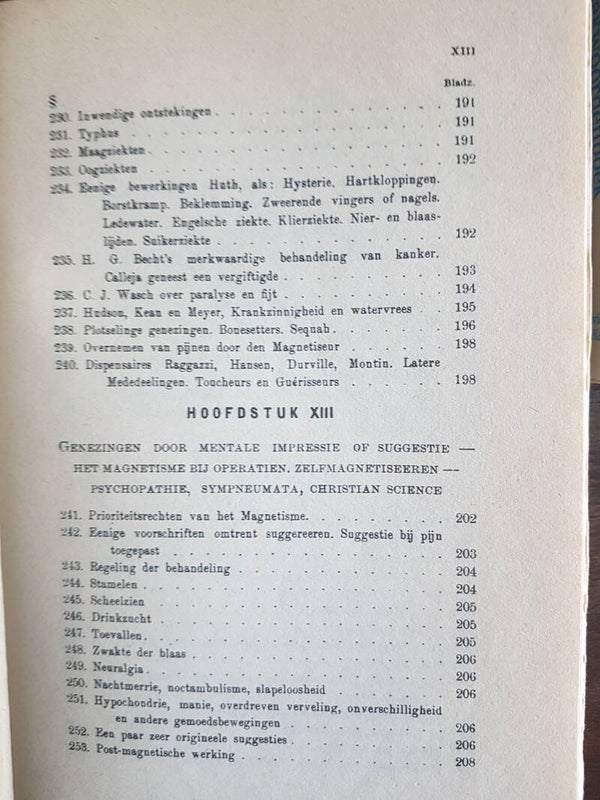 XIII
§ Bladz.
230. Inwendige ontstekingen . . . . . . . . . . . . 191
231. Typhus . . . . . . . . . . . . . . . 191
232. Maagziekten . . . . . . . . . . . . . . 191
233. Oogziekten . . . . . . . . . . . . . . 192
234. Eenige bewerkingen Huth, als: Hysterie. Hartkloppingen.
Borstkramp. Beklemming. Zweerende vingers of nagels.
Ledewater. Engelsche ziekte. Klierziekte. Nier- en blaas-
lijden. Suikerziekte . . . . . . . . . . . 192
235. H. G. Becht's merkwaardige behandeling van kanker.
Calleja geneest een vergiftigde . . . . . . . . 193
236. C. J. Wasch over paralyse en fijt . . . . . . . . 194
237. Hudson, Kean en Meyer, Krankzinnigheid en watervrees . . 195
238. Plotselinge genezingen. Bonesetters. Sequah . . . . . . 196
239. Overnemen van pijnen door den Magnetiseur . . . . . 198
240. Dispensaires Raggazzi, Hansen, Durville, Montin. Latere
Mededeelingen. Toucheurs en Guérisseurs . . . . . 198
HOOFDSTUK XIII
GENEZINGEN DOOR MENTALE IMPRESSIE OF SUGGESTIE —
HET MAGNETISME BIJ OPERATIEN. ZELFMAGNETISEEREN —
PSYCHOPATHIE, SYMPNEUMATA, CHRISTIAN SCIENCE
241. Prioriteitsrechten van het Magnetisme. . . . . . . . 202
242. Eenige voorschriften omtrent suggereeren. Suggestie bij pijn
toegepast . . . . . . . . . . . . . . 203
243. Regeling der behandeling . . . . . . . . . . . 204
244. Stamelen . . . . . . . . . . . . . . . 204
245. Scheelzien . . . . . . . . . . . . . . 205
246. Drinkzucht . . . . . . . . . . . . . . 205
247. Toevallen. . . . . . . . . . . . . . . 205
248. Zwakte der blaas . . . . . . . . . . . . . 206
249. Neuralgia. . . . . . . . . . . . . . . 206
250. Nachtmerrie, noctambulisme, slapeloosheid . . . . . . 206
251. Hypochondrie, manie, overdreven verveling, onverschilligheid
en andere gemoedsbewegingen . . . . . . . . 206
252. Een paar zeer origineele suggesties . . . . . . . . 206
253. Post-magnetische werking . . . . . . . . . . 208